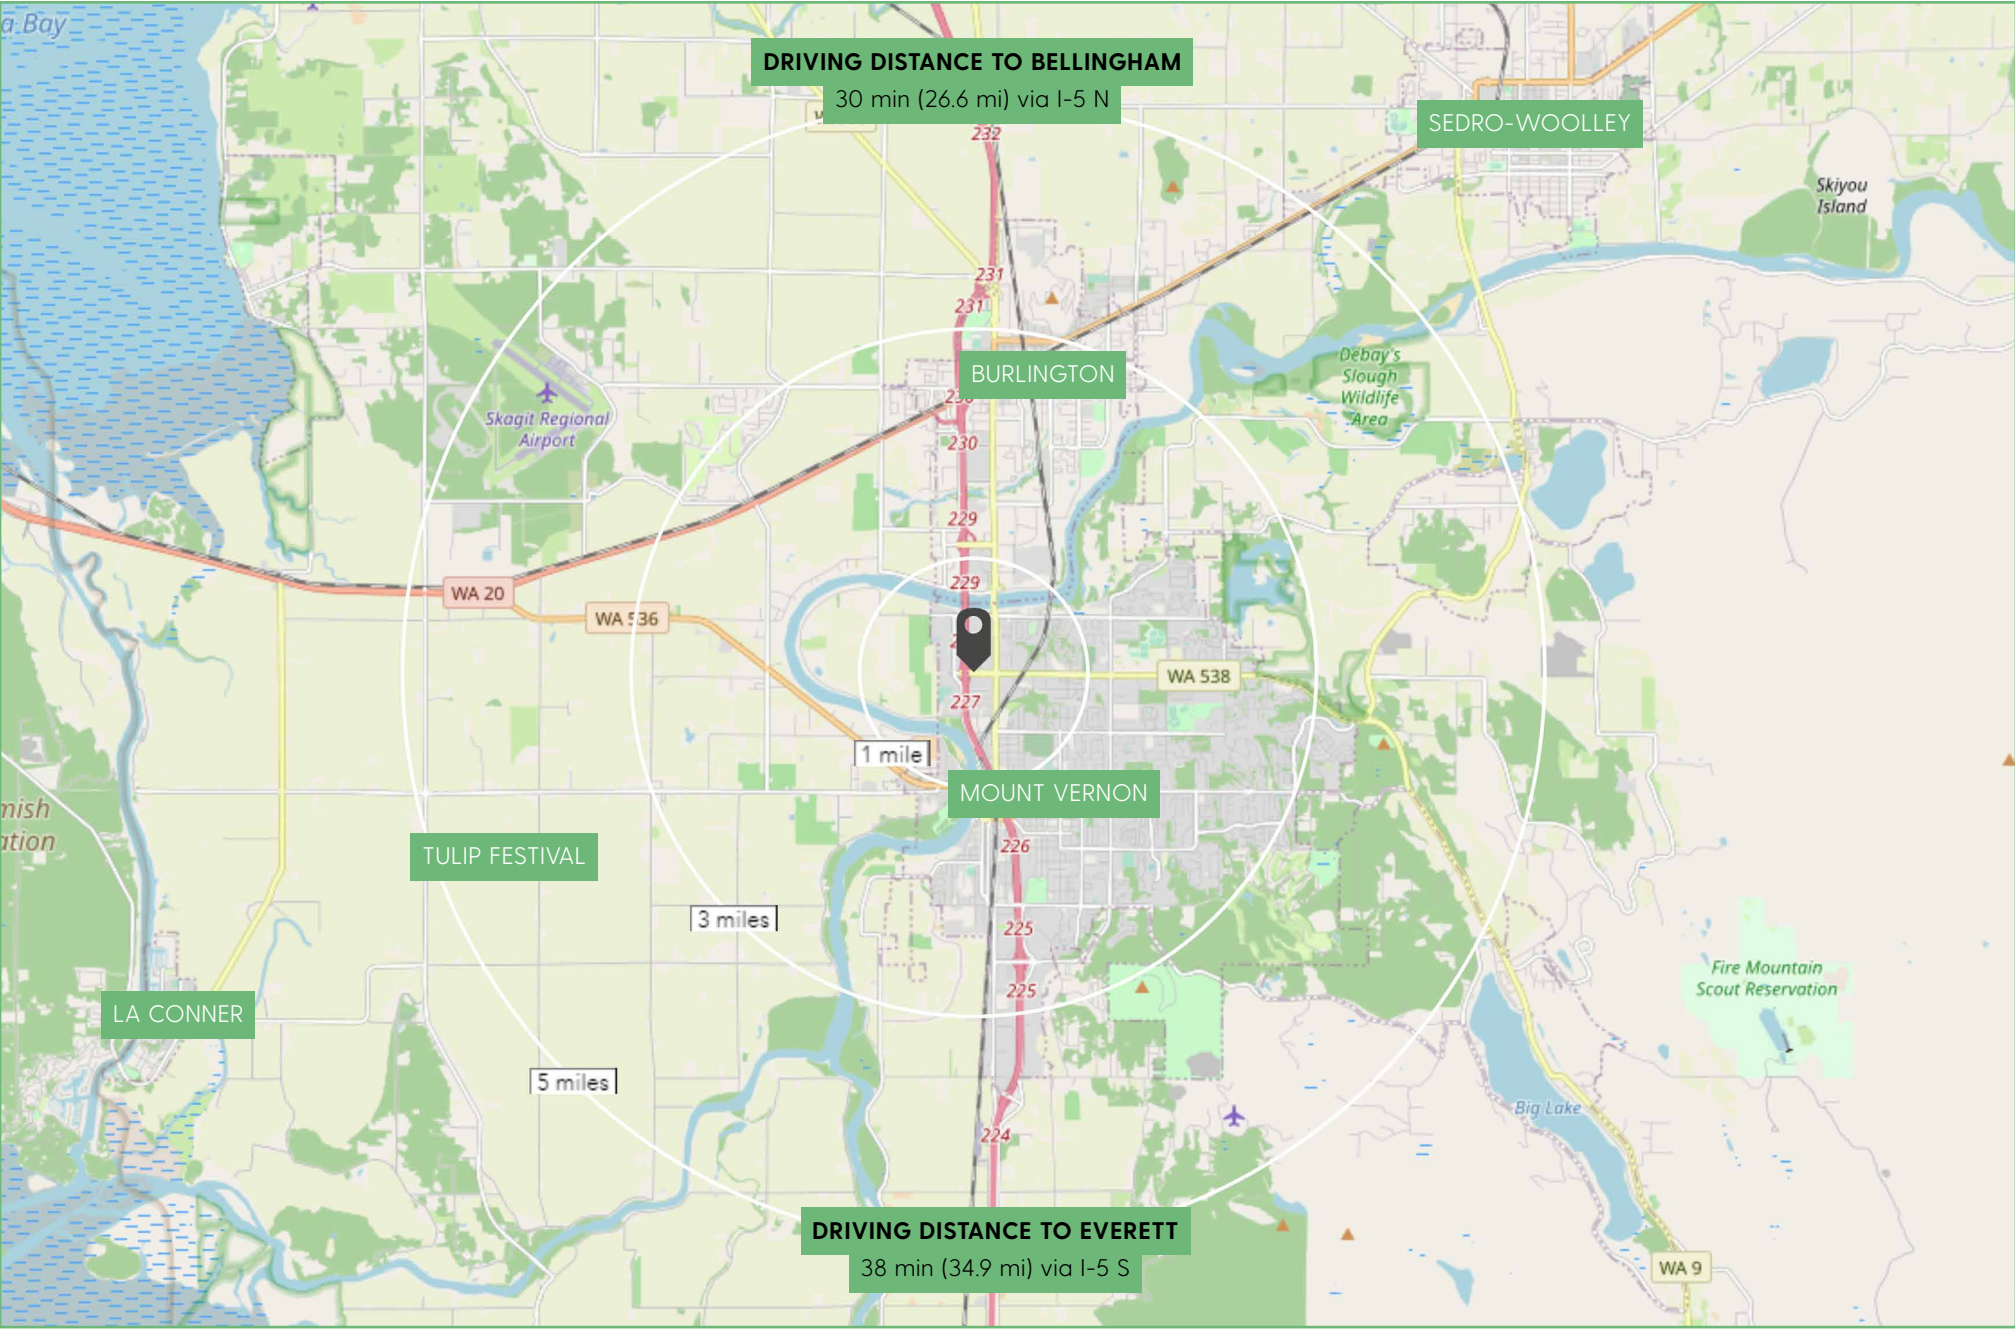 a Bay
DRIVING DISTANCE TO BELLINGHAM
30 min (26.6 mi) via I-5 N
232
SEDRO-WOOLLEY
Skiyou
Island
231
231
BURLINGTON
Debay's
Slough
Wildlife
Area
230
Skagit Regional
Airport
230
229
229
WA 20
WA 536
WA 538
227
1 mile
MOUNT VERNON
mish
ation
226
TULIP FESTIVAL
3 miles
225
Fire Mountain
Scout Reservation
225
LA CONNER
5 miles
Big Lake
224
DRIVING DISTANCE TO EVERETT
38 min (34.9 mi) via I-5 S
WA 9